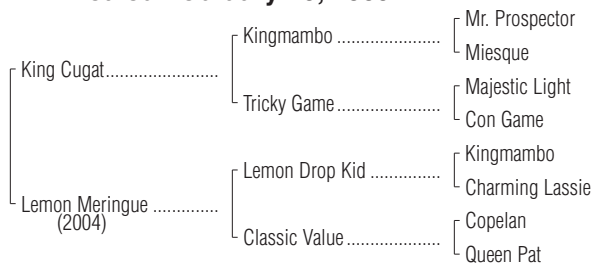 Mr. Prospector
Kingmambo ........................
Miesque
King Cugat..........................
Majestic Light
Tricky Game ........................
Con Game
Kingmambo
Lemon Drop Kid ................
Charming Lassie
Lemon Meringue ...............
(2004)
Copelan
Classic Value ......................
Queen Pat